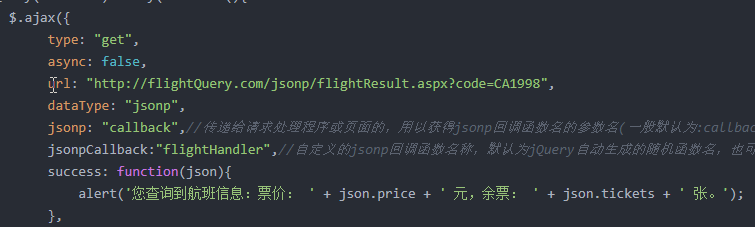 $.ajax({
type: "get",
async: false,
url: "http://flightQuery.com/jsonp/flightResult.aspx?code=CA1998",
dataType: "jsonp",
jsonp: "callback",//传递给请求处理程序或页面的，用以获得jsonp回调函数名的参数名(一般默认为:callbac
jsonpCallback:"flightHandler",//自定义的jsonp回调函数名称，默认为jQuery自动生成的随机函数名，也可
success: function(json){
alert('您查询到航班信息：票价： ' + json.price + ' 元，余票： ' + json.tickets + ' 张。');
},